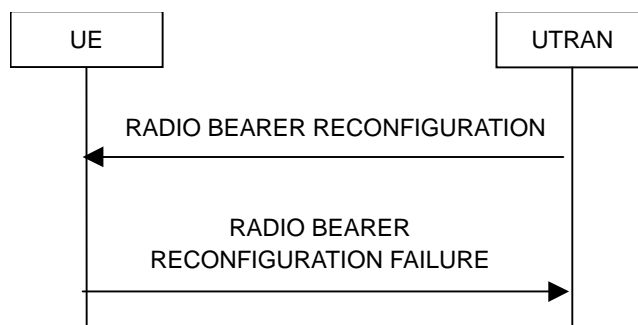 UE
UTRAN
RADIO BEARER RECONFIGURATION
RADIO BEARER
RECONFIGURATION FAILURE